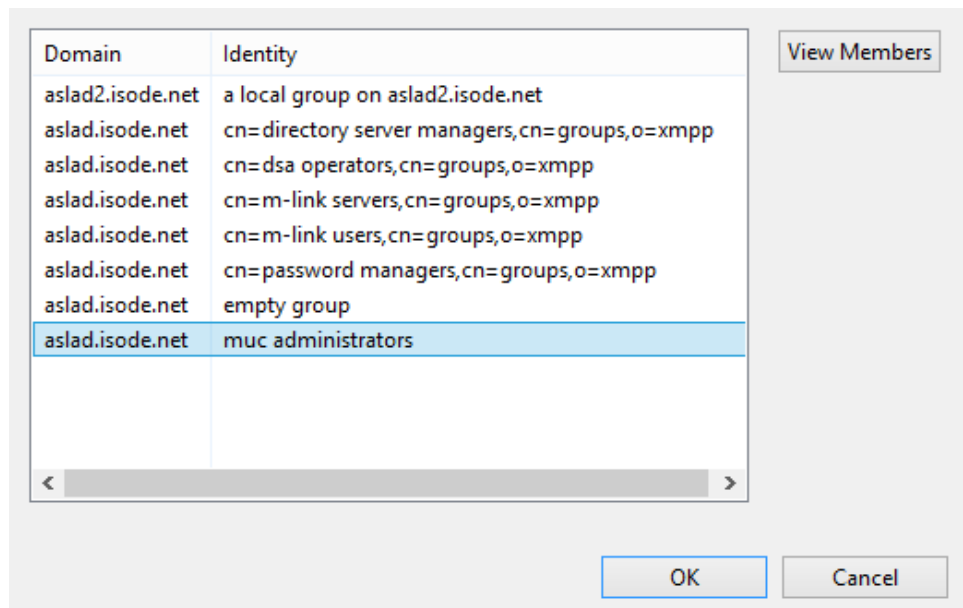 Domain Identity View Members
aslad2.isode.net a local group on aslad2.isode.net
aslad.isode.net cn=directory server managers,cn=groups,o=xmpp
aslad.isode.net cn=dsa operators,cn=groups,o=xmpp
aslad.isode.net cn=m-link servers,cn=groups,o=xmpp
aslad.isode.net cn=m-link users,cn=groups,o=xmpp
aslad.isode.net cn=password managers,cn=groups,o=xmpp
aslad.isode.net empty group
aslad.isode.net muc administrators
OK Cancel